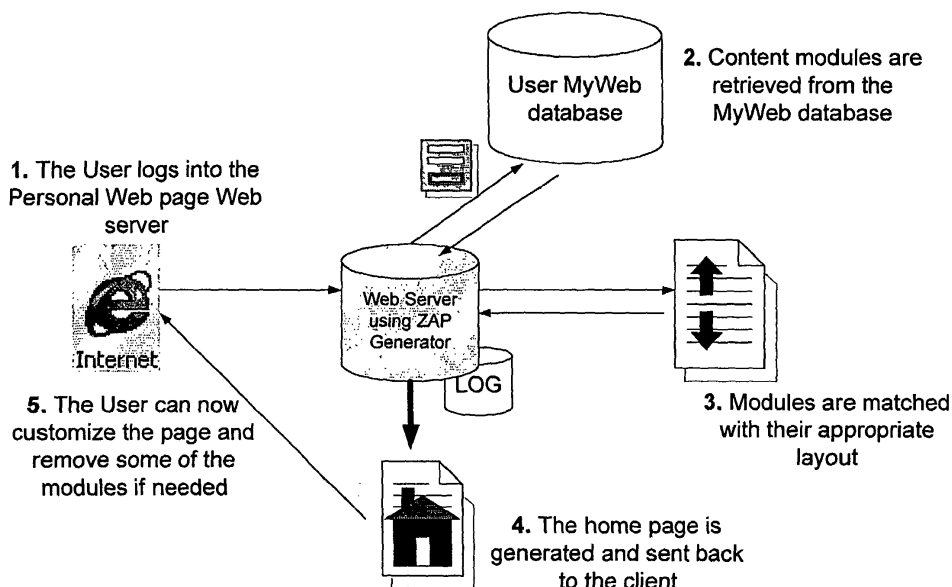 User MyWeb
database
2. Content modules are
retrieved from the
MyWeb database
1. The User logs into the
Personal Web page Web
server
Internet
Web Server
using ZAP
Generator
LOG
3. Modules are matched
with their appropriate
layout
5. The User can now
customize the page and
remove some of the
modules if needed
4. The home page is
generated and sent back
to the client